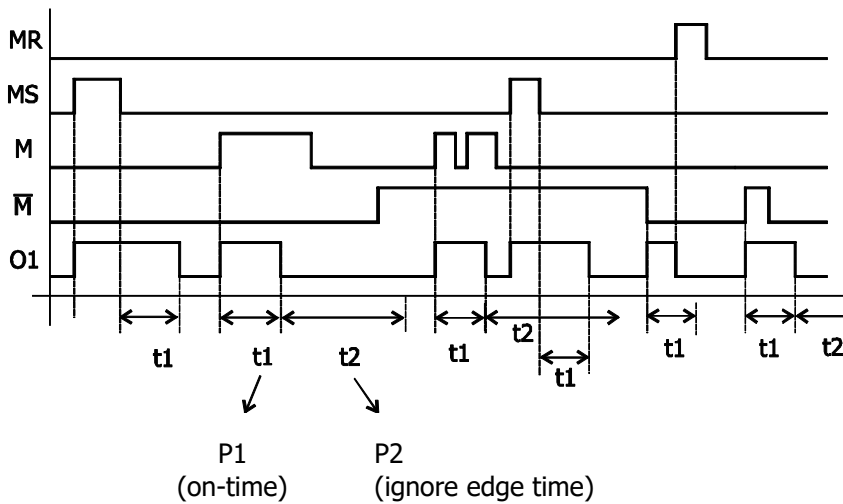 MR
MS
M
M̅
O1
t1
t1
t2
t1
t2
t1
t1
t1
t2
P1
(on-time)
P2
(ignore edge time)